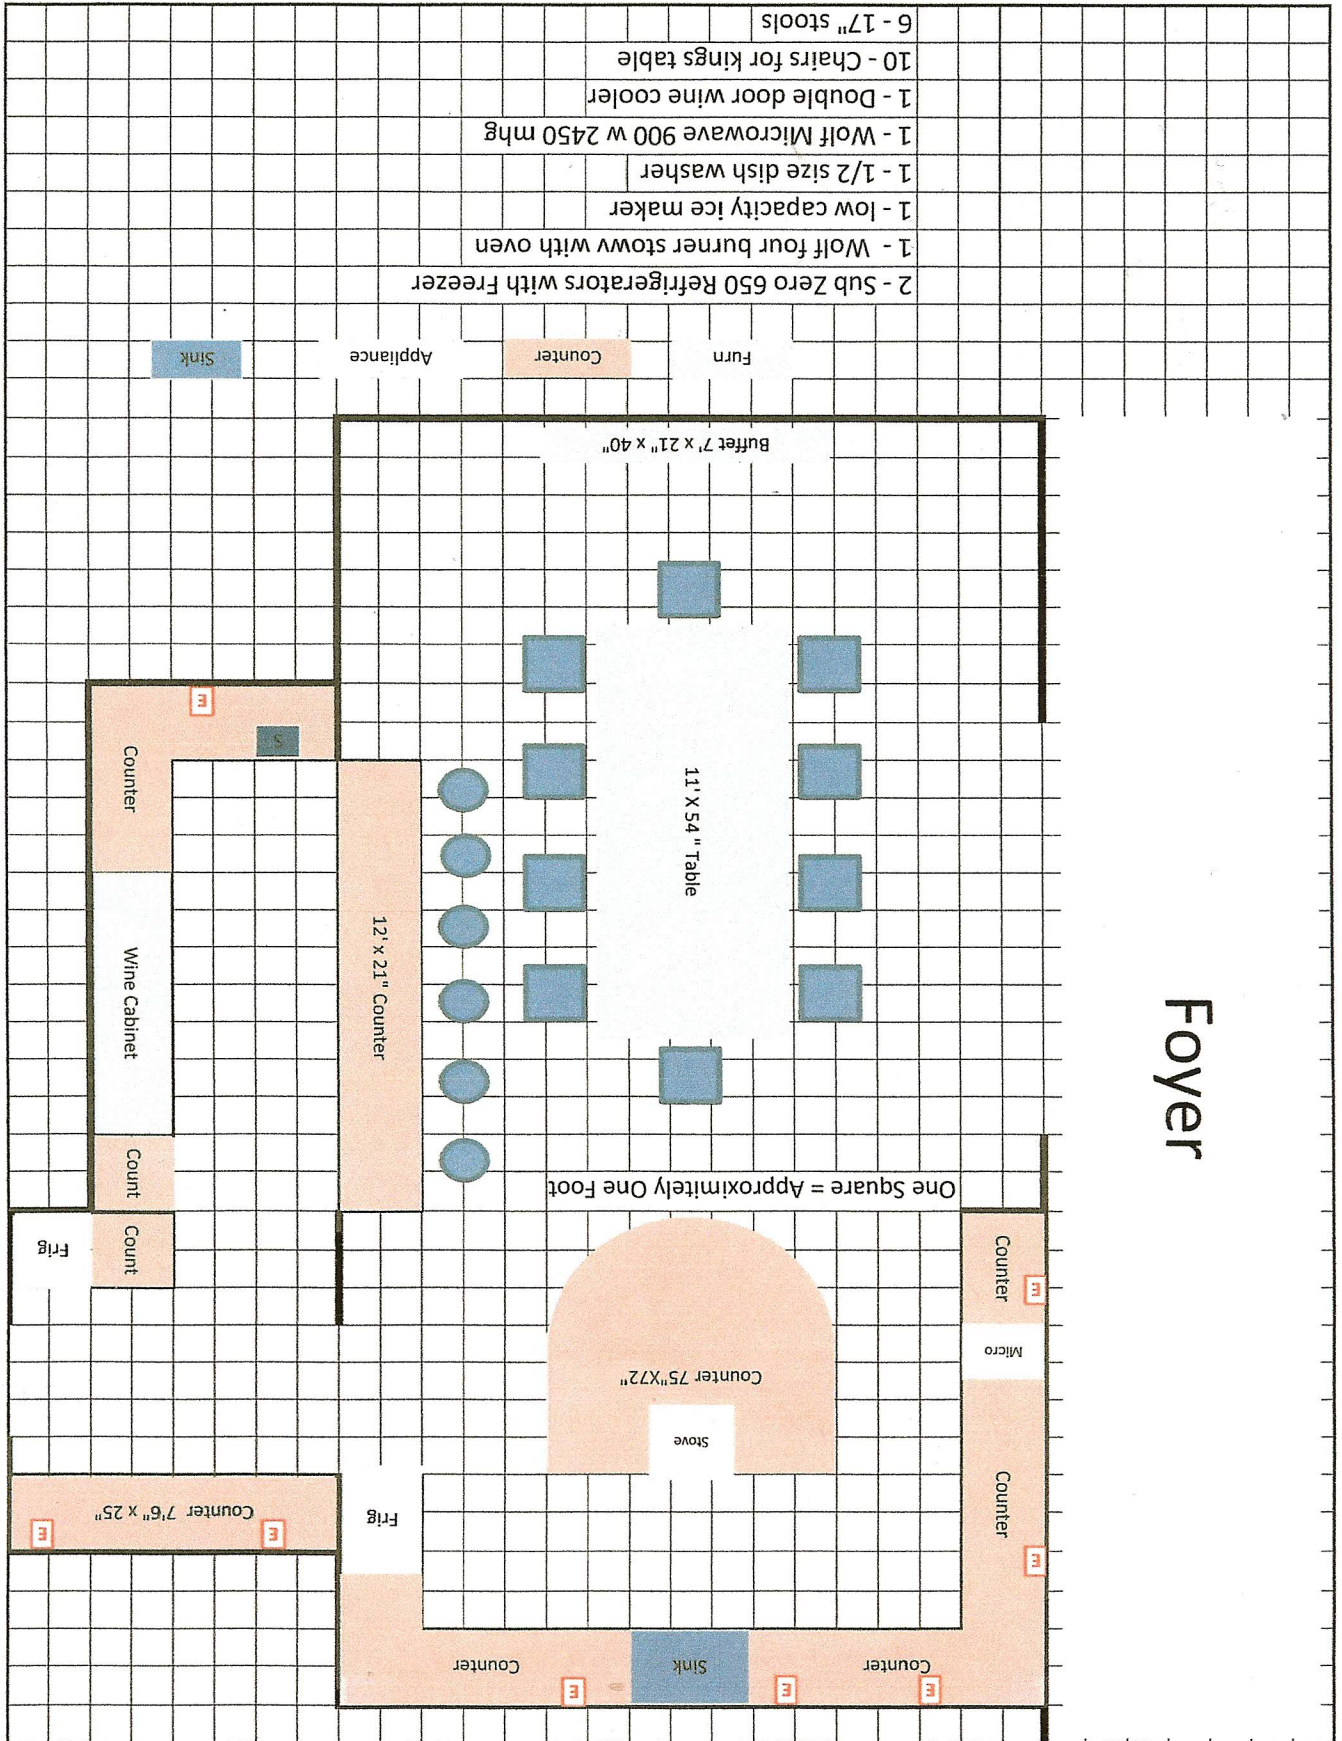 Counter
Sink
Counter
E
E
E
E
Counter
Frig
Counter 7'6" x 25"
E
E
Stove
Counter 75"X72"
Micro
E
Counter
Count
Frig
One Square = Approximitely One Foot
Count
Foyer
11' X 54 " Table
12' x 21" Counter
Wine Cabinet
Counter
S
E
Buffet 7' x 21" x 40"
Furn
Counter
Appliance
Sink
2 - Sub Zero 650 Refrigerators with Freezer
1 - Wolf four burner stowv with oven
1 - low capacity ice maker
1 - 1/2 size dish washer
1 - Wolf Microwave 900 w 2450 mhg
1 - Double door wine cooler
10 - Chairs for kings table
6 - 17" stools